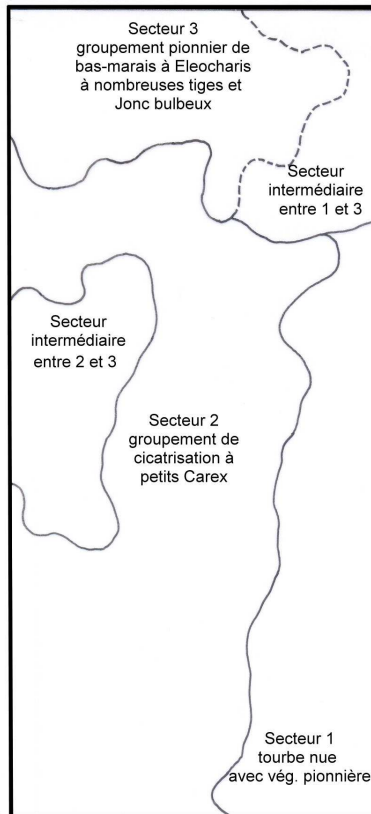 Secteur 3
groupement pionnier de
bas-marais à Eleocharis
à nombreuses tiges et
Jonc bulbeux
Secteur
intermédiaire
entre 1 et 3
Secteur
intermédiaire
entre 2 et 3
Secteur 2
groupement de
cicatrisation à
petits Carex
Secteur 1
tourbe nue
avec vég. pionnière